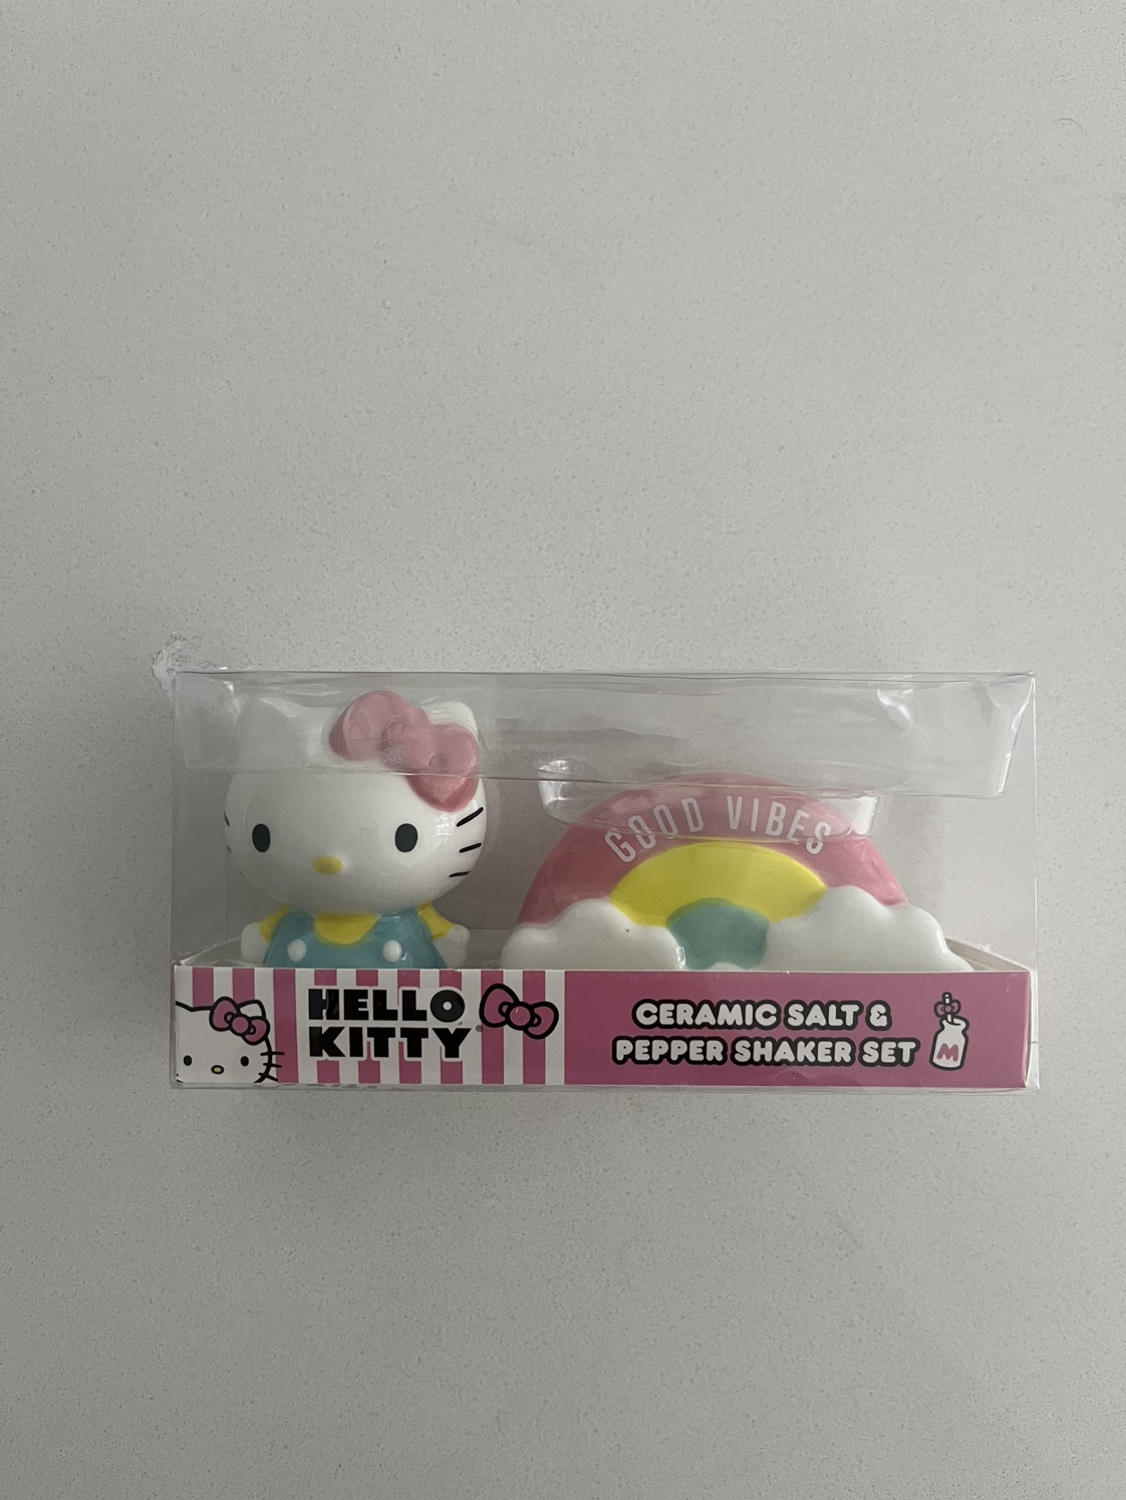 GOOD VIBES
HELLO
KITTY®
CERAMIC SALT &
PEPPER SHAKER SET
M